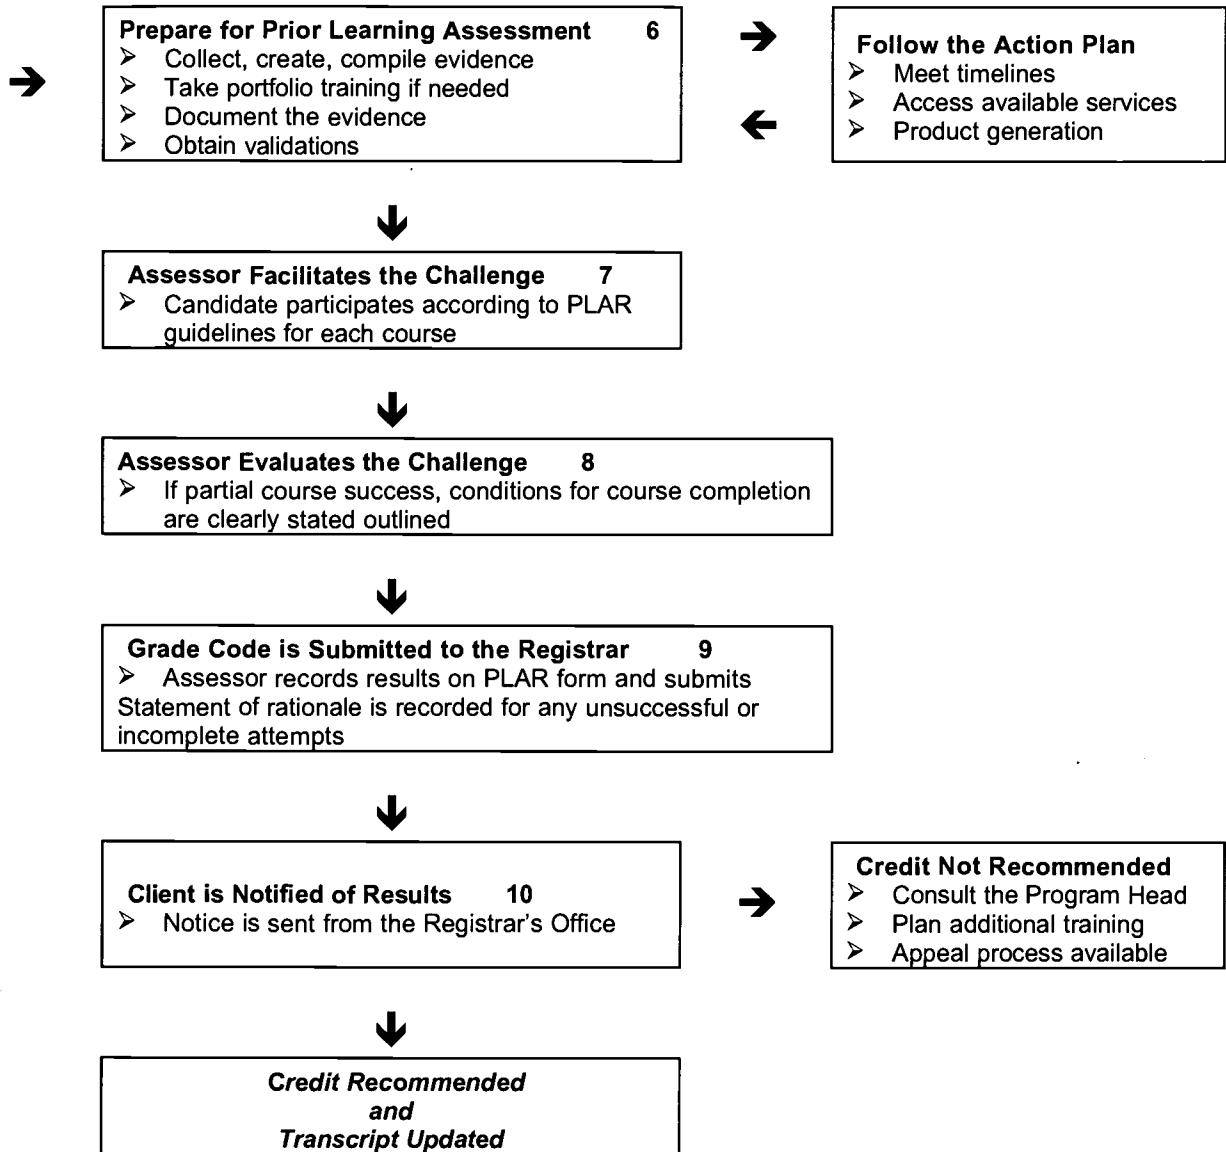 Prepare for Prior Learning Assessment 6
➢ Collect, create, compile evidence
➢ Take portfolio training if needed
➢ Document the evidence
➢ Obtain validations
Follow the Action Plan
➢ Meet timelines
➢ Access available services
➢ Product generation
Assessor Facilitates the Challenge 7
➢ Candidate participates according to PLAR
guidelines for each course
Assessor Evaluates the Challenge 8
➢ If partial course success, conditions for course completion
are clearly stated outlined
Grade Code is Submitted to the Registrar 9
➢ Assessor records results on PLAR form and submits
Statement of rationale is recorded for any unsuccessful or
incomplete attempts
Client is Notified of Results 10
➢ Notice is sent from the Registrar's Office
Credit Not Recommended
➢ Consult the Program Head
➢ Plan additional training
➢ Appeal process available
Credit Recommended
and
Transcript Updated